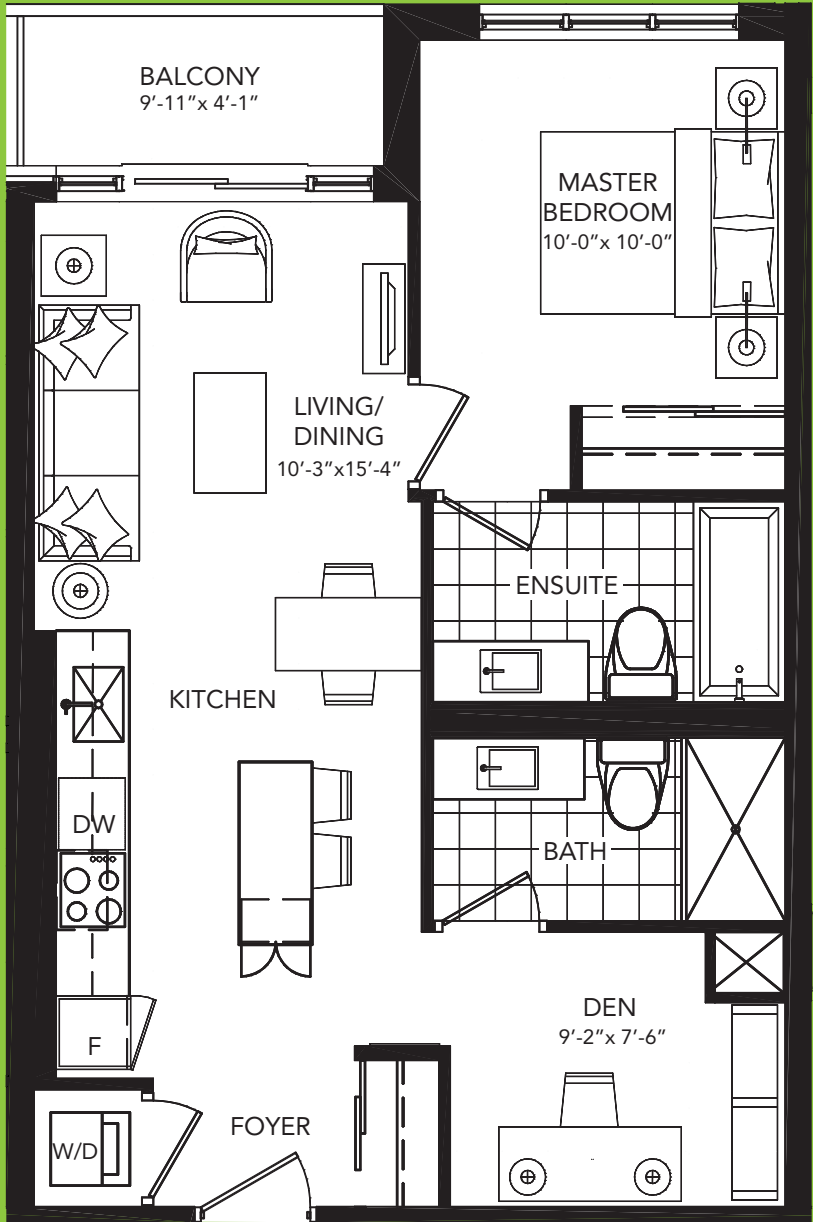 BALCONY
9’-11”x 4’-1”
MASTER
BEDROOM
10’-0”x 10’-0”
LIVING/
DINING
10’-3”x15’-4”
ENSUITE
KITCHEN
DW
BATH
DEN
9’-2”x 7’-6”
F
FOYER
W/D